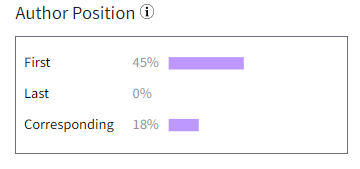 Author Position ⓘ
First 45%
Last 0%
Corresponding 18%